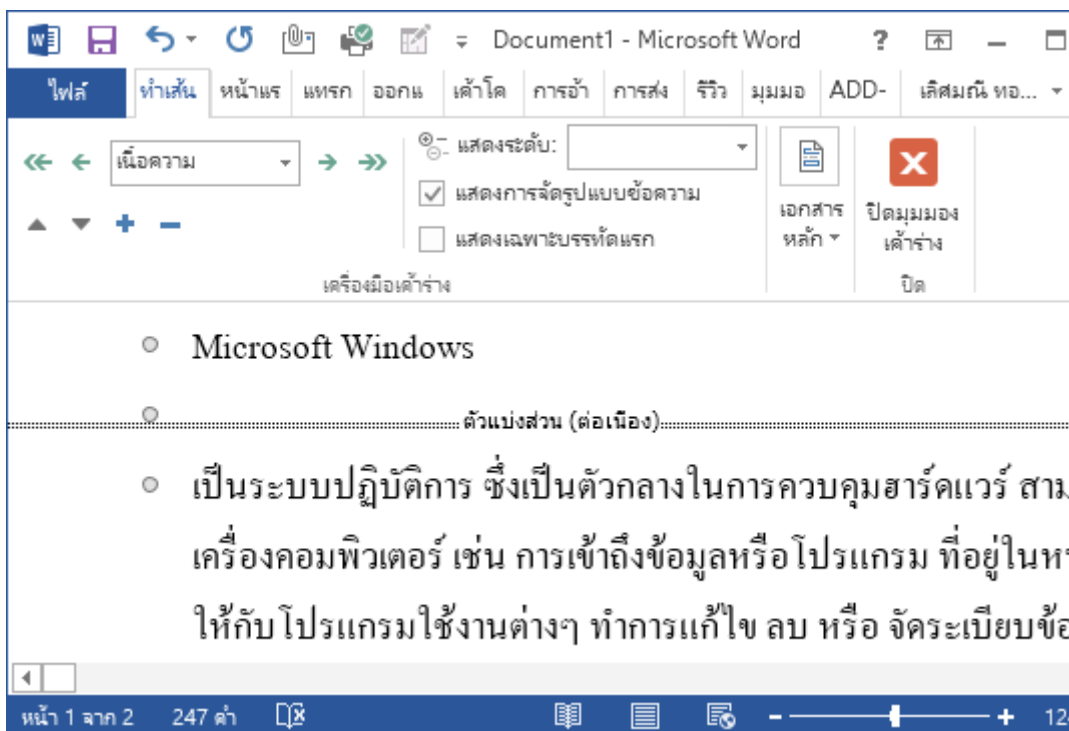 Document1 - Microsoft Word ?
ไฟล์ ทำเส้น หน้าแร แทรก ออกแ เค้าโค การอ้า การส่ง รีวิว มุมมอ ADD- เลิศมณี ทอ...
เนื้อความ แสดงระดับ:
แสดงการจัดรูปแบบข้อความ
แสดงเฉพาะบรรทัดแรก
เอกสาร
หลัก
ปิดมุมมอง
เค้าร่าง
เครื่องมือเค้าร่าง ปิด
Microsoft Windows
ตัวแบ่งส่วน (ต่อเนื่อง)
เป็นระบบปฏิบัติการ ซึ่งเป็นตัวกลางในการควบคุมฮาร์ดแวร์ สาม
เครื่องคอมพิวเตอร์ เช่น การเข้าถึงข้อมูลหรือโปรแกรม ที่อยู่ในห
ให้กับโปรแกรมใช้งานต่างๆ ทำการแก้ไข ลบ หรือ จัดระเบียบข้อ
หน้า 1 จาก 2 247 คำ 12